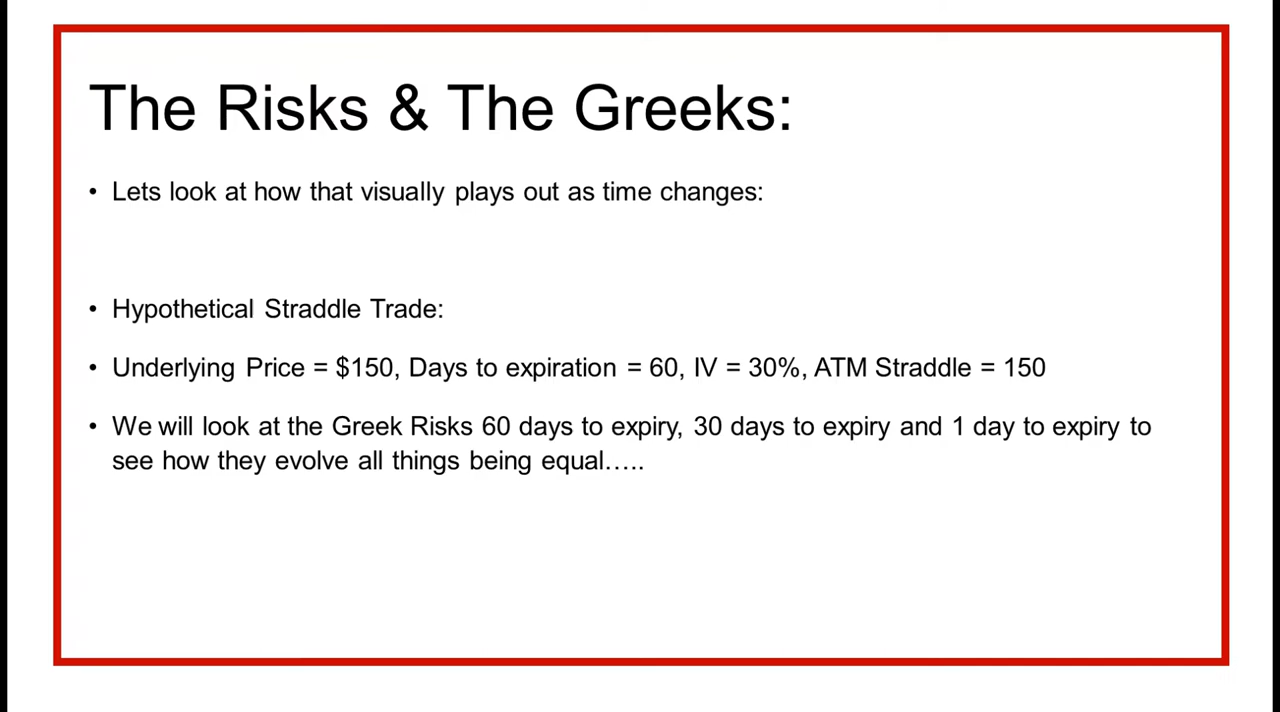 The Risks & The Greeks:
• Lets look at how that visually plays out as time changes:
• Hypothetical Straddle Trade:
• Underlying Price = $150, Days to expiration = 60, IV = 30%, ATM Straddle = 150
• We will look at the Greek Risks 60 days to expiry, 30 days to expiry and 1 day to expiry to
see how they evolve all things being equal…..